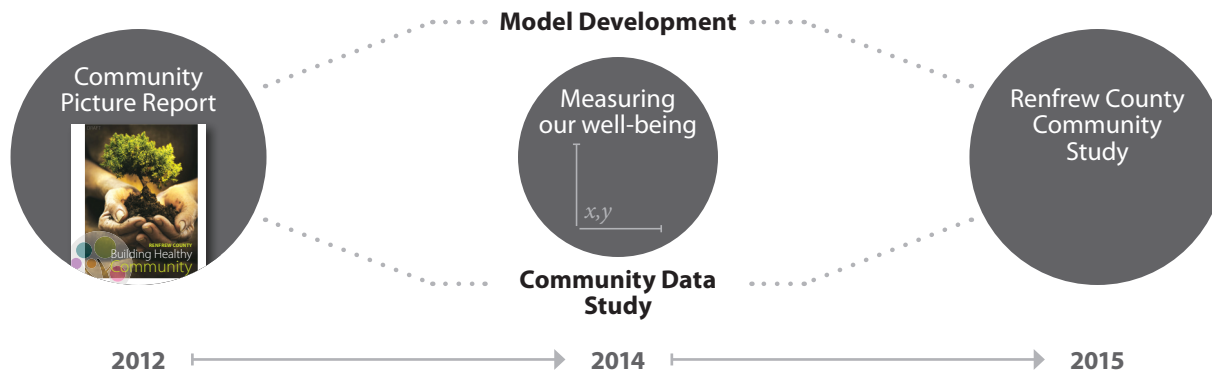 Model Development
Community
Picture Report
RENFREW COUNTY
Building Healthy
Community
Measuring
our well-being
x,y
Renfrew County
Community
Study
Community Data
Study
2012
2014
2015